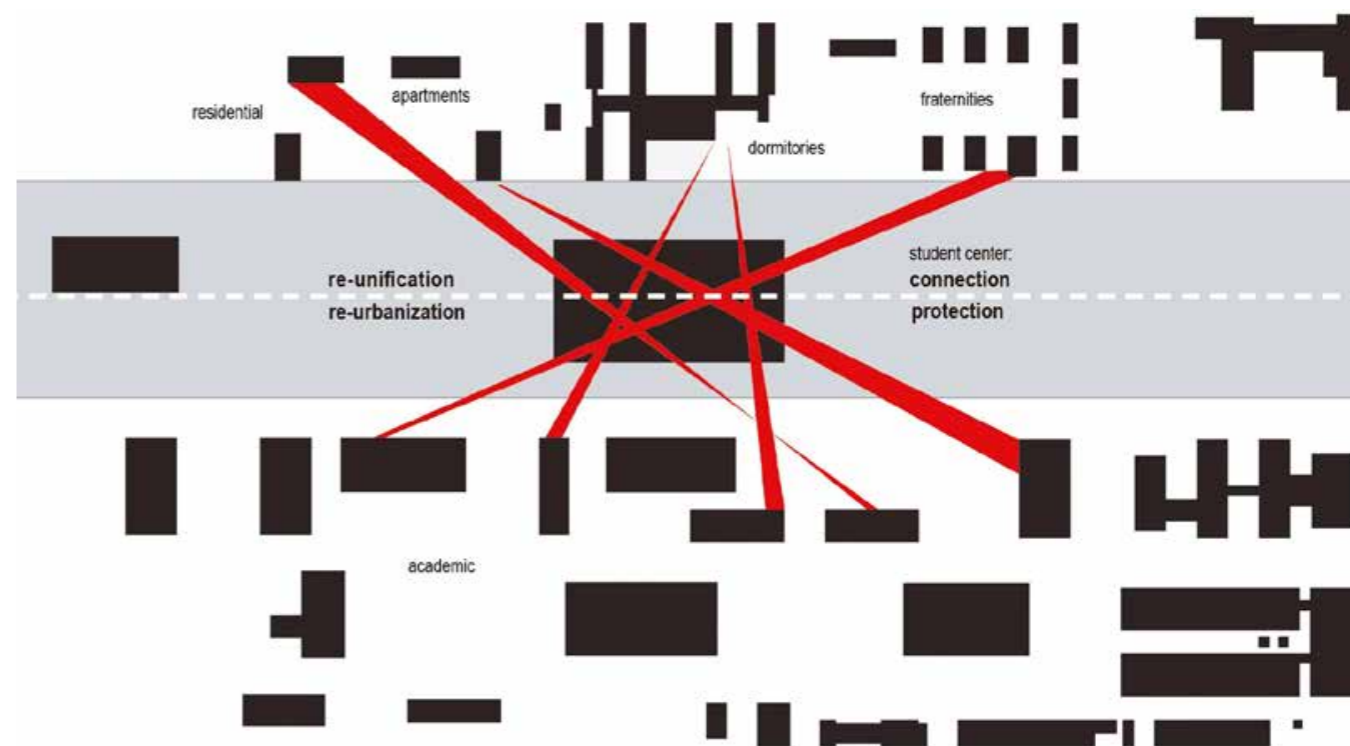 residential
apartments
dormitories
fraternities
re-unification
re-urbanization
student center:
connection
protection
academic